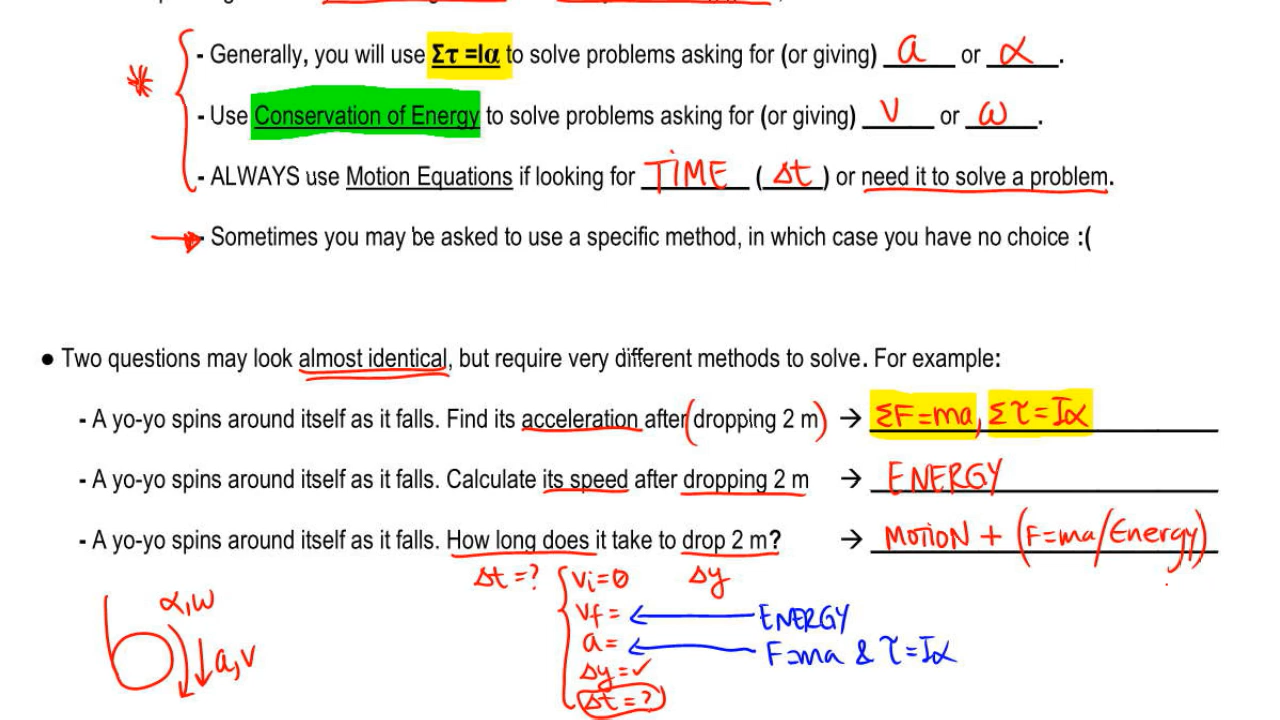 - Generally, you will use Στ =Iα to solve problems asking for (or giving) a or α.
- Use Conservation of Energy to solve problems asking for (or giving) v or ω.
- ALWAYS use Motion Equations if looking for TIME (Δt) or need it to solve a problem.
- Sometimes you may be asked to use a specific method, in which case you have no choice :(
● Two questions may look almost identical, but require very different methods to solve. For example:
- A yo-yo spins around itself as it falls. Find its acceleration after (dropping 2 m) → ΣF=ma, Στ=Iα
- A yo-yo spins around itself as it falls. Calculate its speed after dropping 2 m → ENERGY
- A yo-yo spins around itself as it falls. How long does it take to drop 2 m? → MOTION + (F=ma/Energy)
Δt=? Vi=0 Δy
α,ω
Vf= ← ENERGY
a= ← F=ma & τ=Iα
a,v
Δy=✓
Δt=?